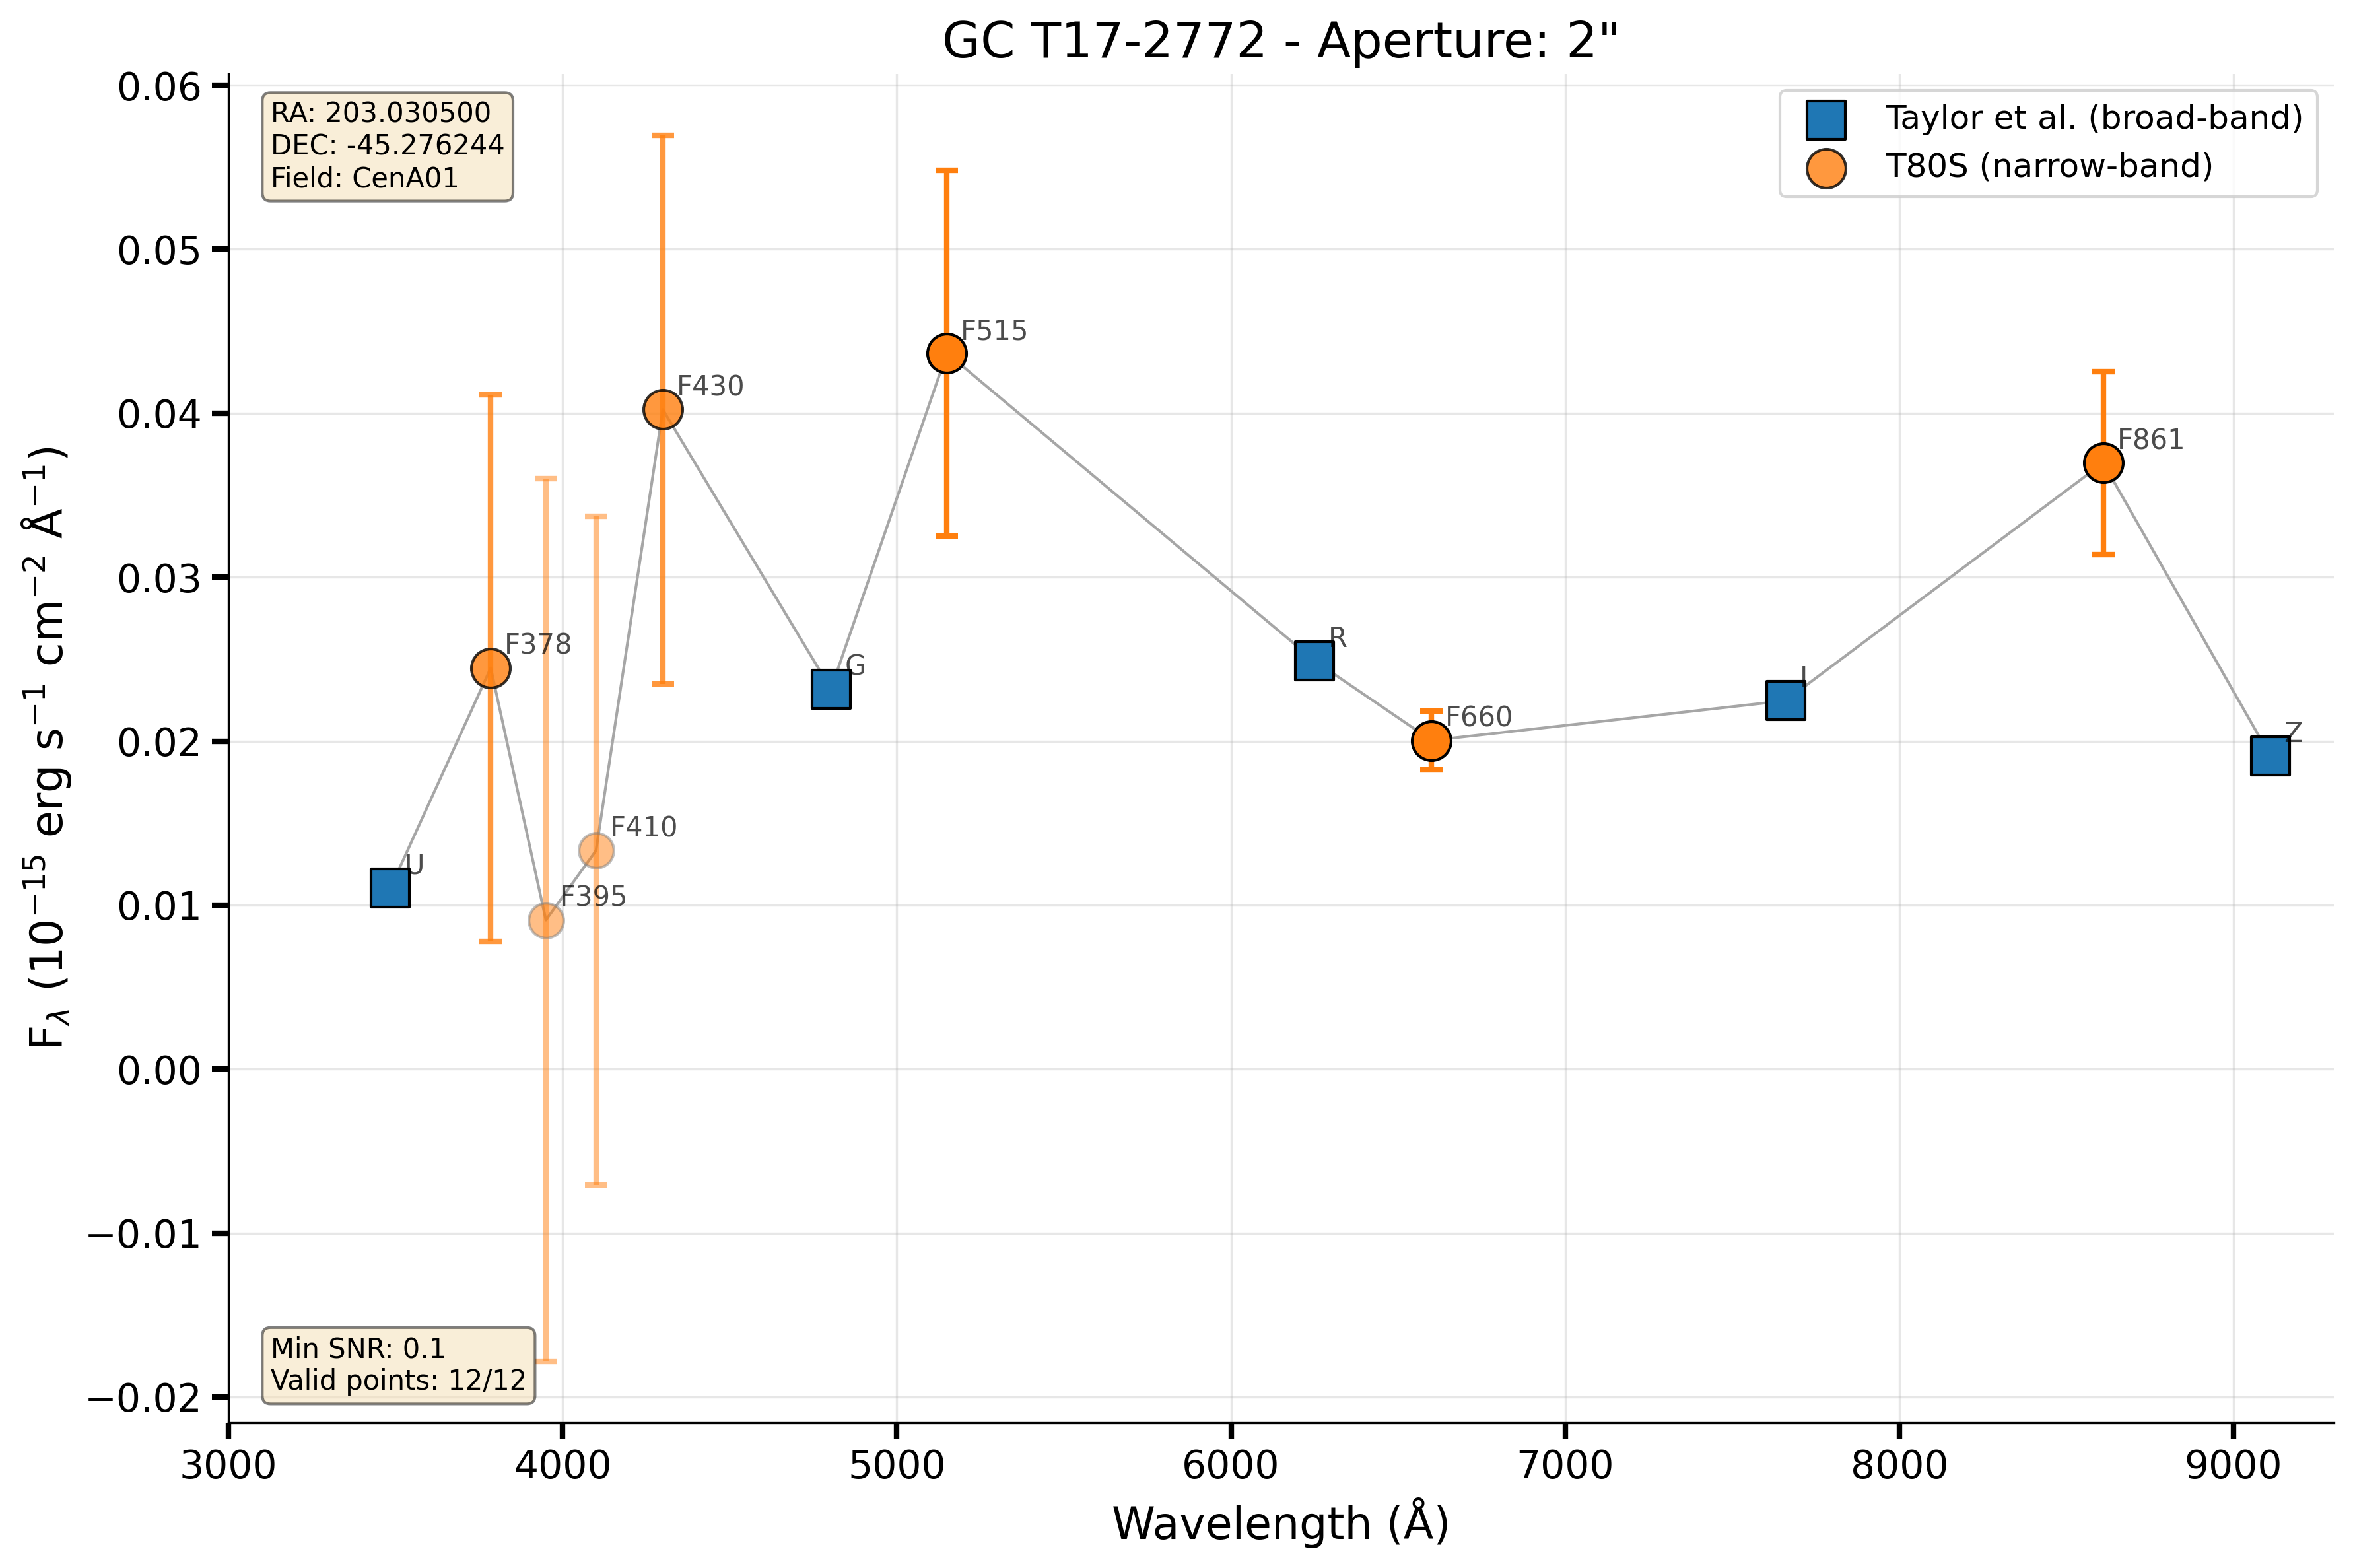 GC T17-2772 - Aperture: 2"
RA: 203.030500
DEC: -45.276244
Field: CenA01
Taylor et al. (broad-band)
T80S (narrow-band)
0.06
0.05
0.04
0.03
0.02
0.01
0.00
−0.01
−0.02
F_λ (10⁻¹⁵ erg s⁻¹ cm⁻² Å⁻¹)
U
F378
F395
F410
F430
G
F515
R
F660
I
F861
Z
Min SNR: 0.1
Valid points: 12/12
3000 4000 5000 6000 7000 8000 9000
Wavelength (Å)